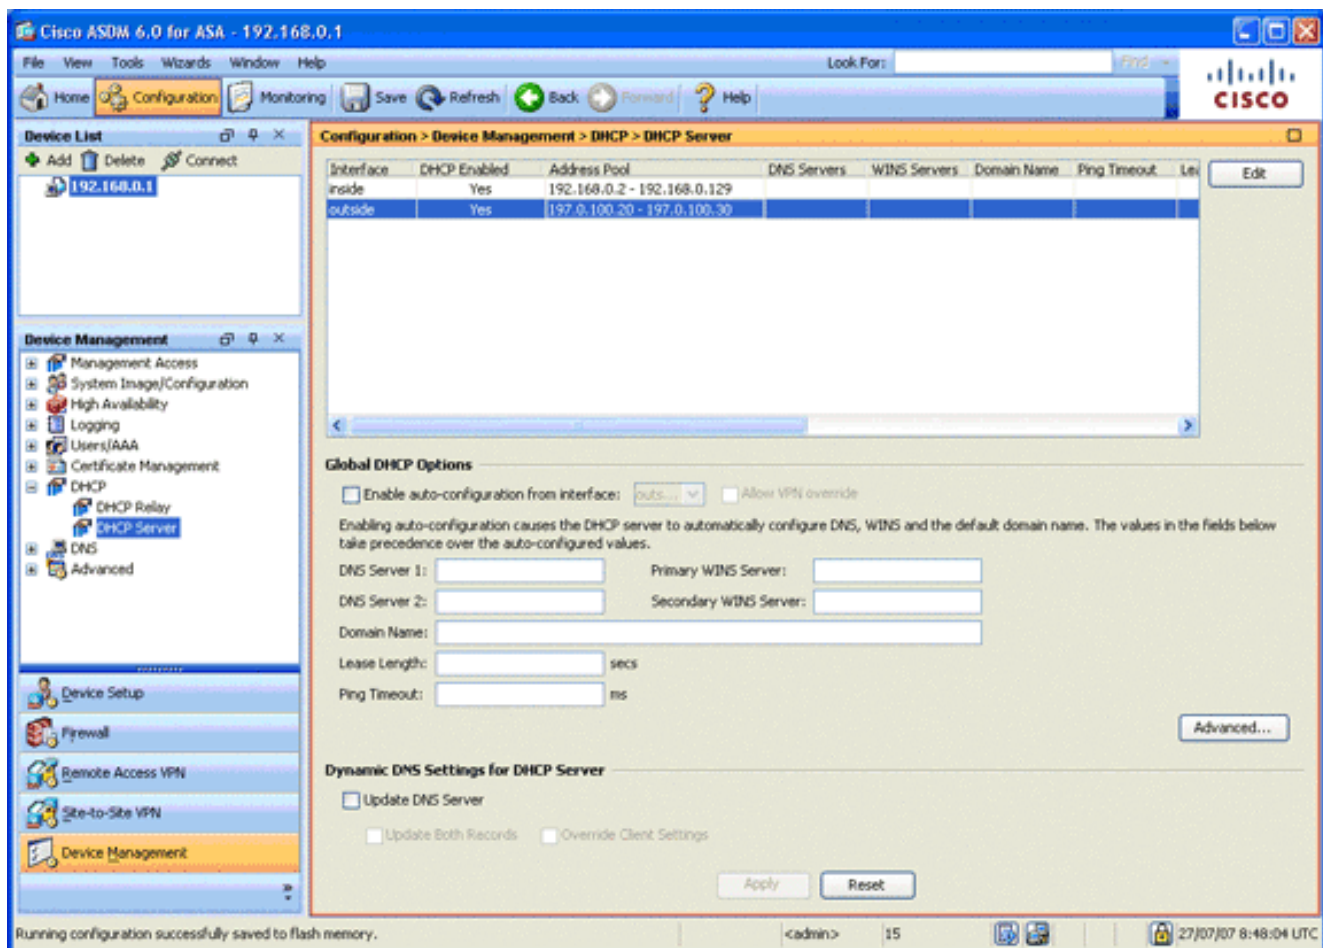 Cisco ASDM 6.0 for ASA - 192.168.0.1
File View Tools Wizards Window Help Look For: Find
Home Configuration Monitoring Save Refresh Back Forward Help
CISCO
Device List
Add Delete Connect
192.168.0.1
Device Management
Management Access
System Image/Configuration
High Availability
Logging
Users/AAA
Certificate Management
DHCP
DHCP Relay
DHCP Server
DNS
Advanced
Device Setup
Firewall
Remote Access VPN
Site-to-Site VPN
Device Management
Configuration > Device Management > DHCP > DHCP Server
Interface DHCP Enabled Address Pool DNS Servers WINS Servers Domain Name Ping Timeout Lea
inside Yes 192.168.0.2 - 192.168.0.129
outside Yes 197.0.100.20 - 197.0.100.30
Edit
Global DHCP Options
Enable auto-configuration from interface: outs... Allow VPN override
Enabling auto-configuration causes the DHCP server to automatically configure DNS, WINS and the default domain name. The values in the fields below
take precedence over the auto-configured values.
DNS Server 1: Primary WINS Server:
DNS Server 2: Secondary WINS Server:
Domain Name:
Lease Length: secs
Ping Timeout: ms
Advanced...
Dynamic DNS Settings for DHCP Server
Update DNS Server
Update Both Records Override Client Settings
Apply Reset
Running configuration successfully saved to flash memory. <admin> 15 27/07/07 8:48:04 UTC